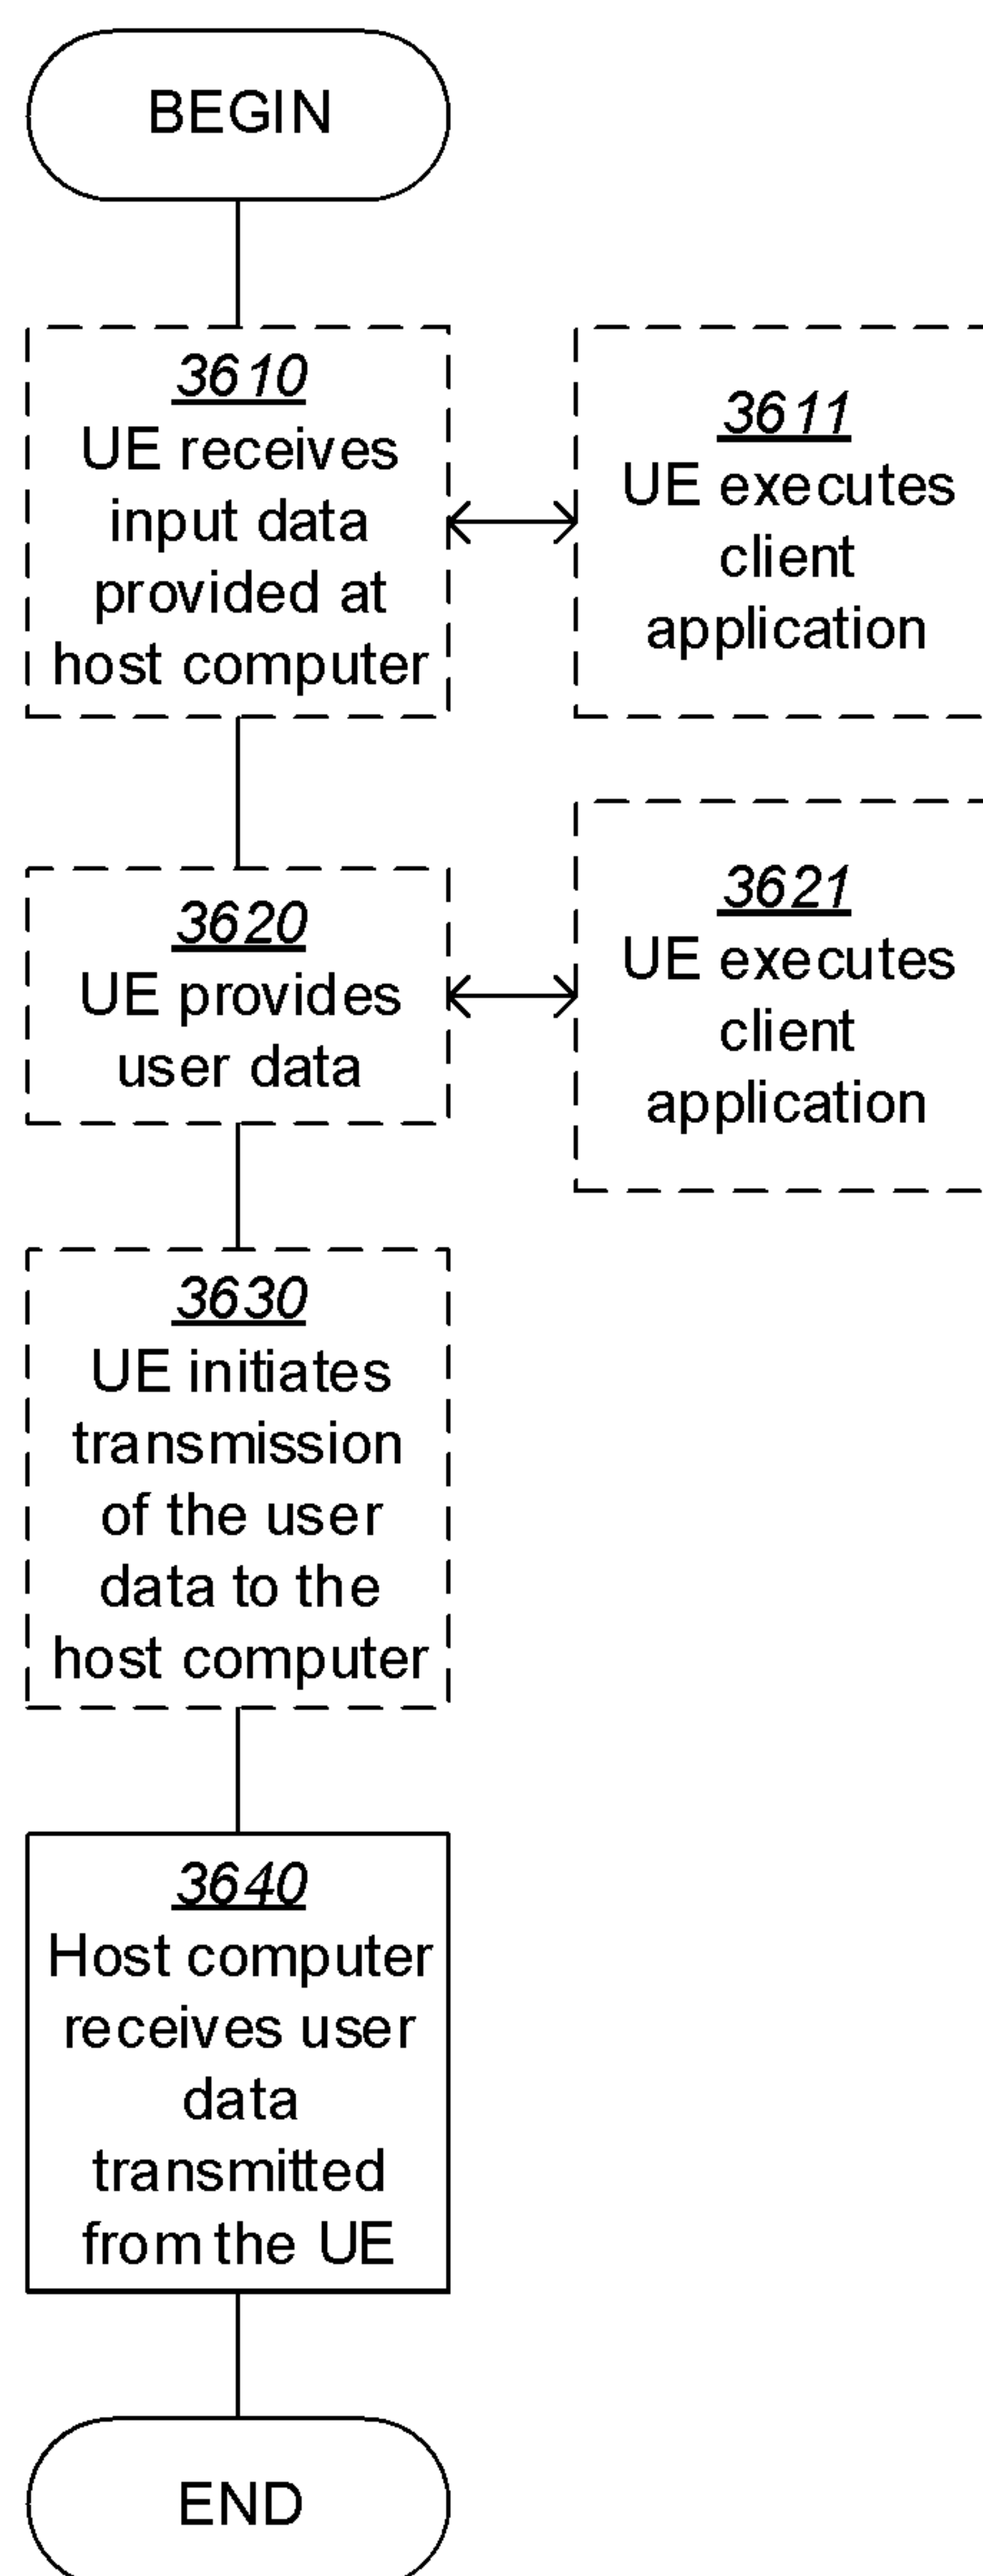 BEGIN
3610
UE receives
input data
provided at
host computer
3611
UE executes
client
application
3620
UE provides
user data
3621
UE executes
client
application
3630
UE initiates
transmission
of the user
data to the
host computer
3640
Host computer
receives user
data
transmitted
from the UE
END